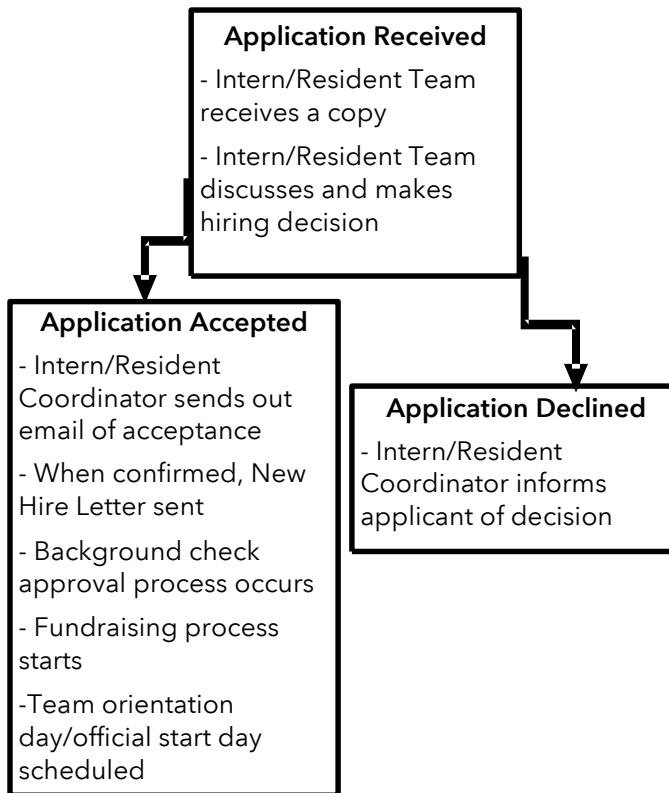 Application Received
- Intern/Resident Team
receives a copy
- Intern/Resident Team
discusses and makes
hiring decision
Application Accepted
- Intern/Resident
Coordinator sends out
email of acceptance
- When confirmed, New
Hire Letter sent
- Background check
approval process occurs
- Fundraising process
starts
-Team orientation
day/official start day
scheduled
Application Declined
- Intern/Resident
Coordinator informs
applicant of decision